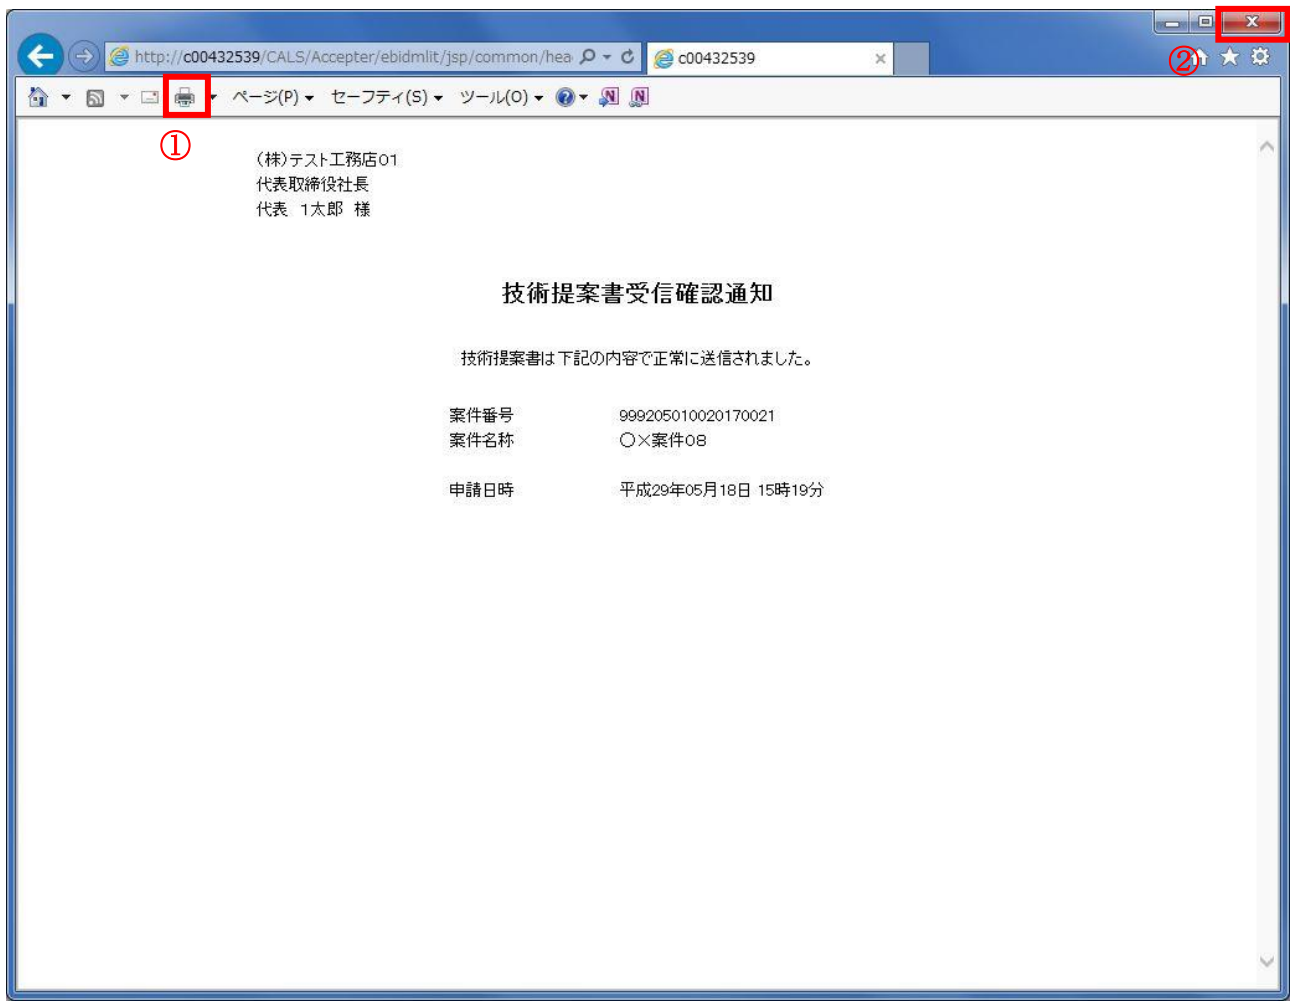 http://c00432539/CALS/Accepter/ebidmlit/jsp/common/hea
c00432539
②
ページ(P) セーフティ(S) ツール(O)
①
(株)テスト工務店01
代表取締役社長
代表 1太郎 様
技術提案書受信確認通知
技術提案書は下記の内容で正常に送信されました。
案件番号 999205010020170021
案件名称 〇×案件08
申請日時 平成29年05月18日 15時19分